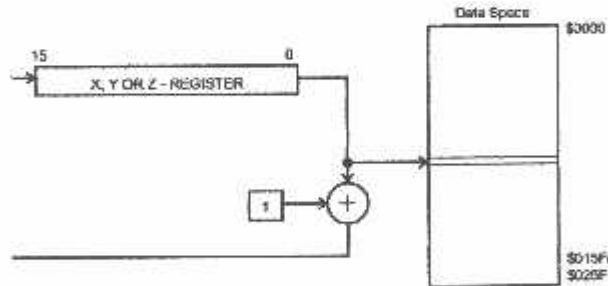 Data Space
$0000
15 0
X, Y OR Z - REGISTER
1
+
$015F/
$025F